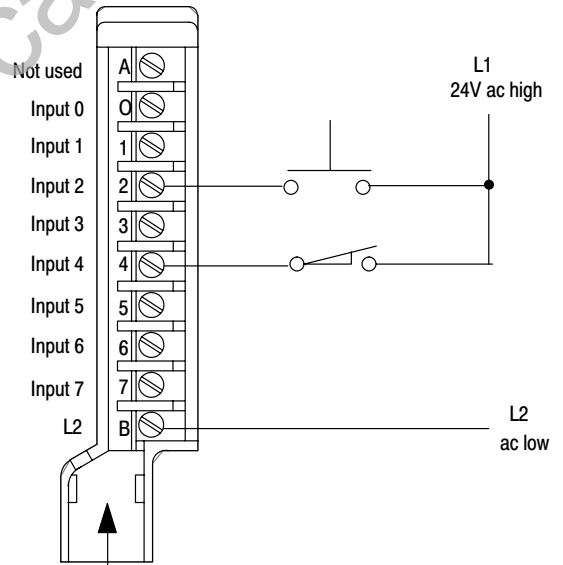 Not used
A
L1
24V ac high
Input 0
O
Input 1
1
Input 2
2
Input 3
3
Input 4
4
Input 5
5
Input 6
6
Input 7
7
L2
B
L2
ac low